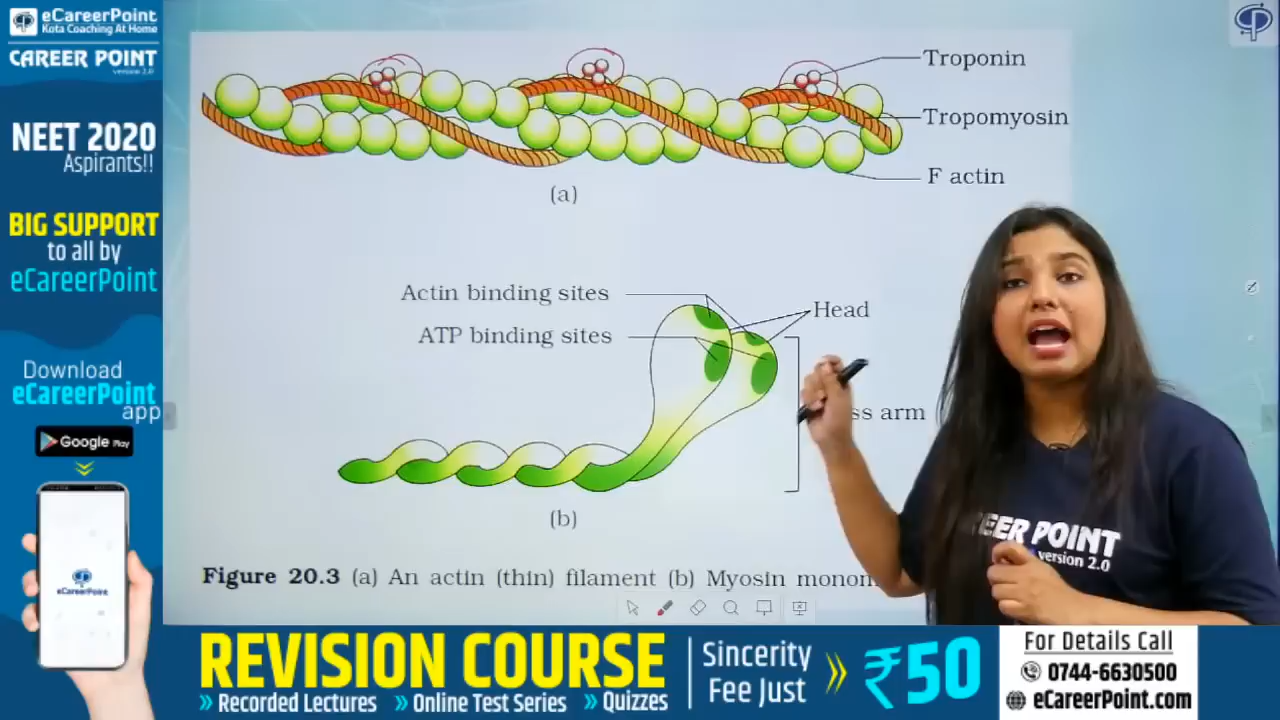 eCareerPoint
Kota Coaching At Home
CAREER POINT
version 2.0
NEET 2020
Aspirants!!
BIG SUPPORT
to all by
eCareerPoint
Download
eCareerPoint
app
Google Play
eCareerPoint
Troponin
Tropomyosin
F actin
(a)
Actin binding sites
ATP binding sites
Head
ss arm
(b)
Figure 20.3 (a) An actin (thin) filament (b) Myosin monom
EER POINT
version 2.0
REVISION COURSE
» Recorded Lectures » Online Test Series » Quizzes
Sincerity
Fee Just
» ₹50
For Details Call
0744-6630500
eCareerPoint.com